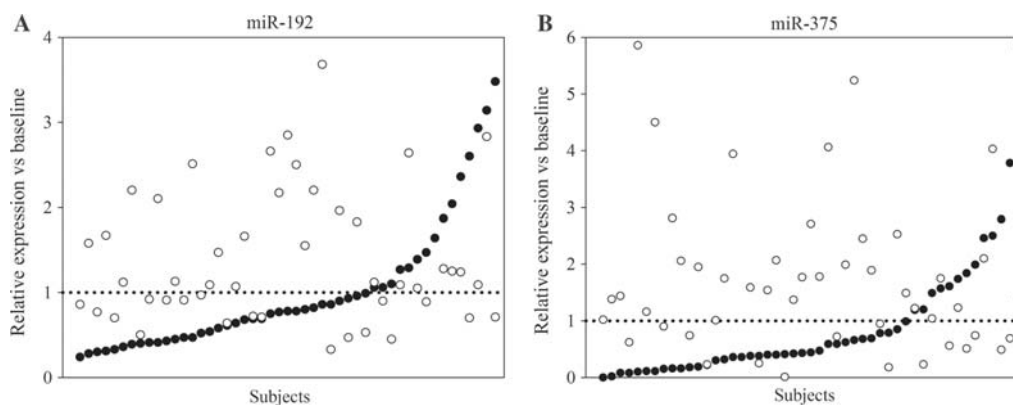 A
miR-192
Relative expression vs baseline
4
3
2
1
0
Subjects
B
miR-375
Relative expression vs baseline
6
5
4
3
2
1
0
Subjects